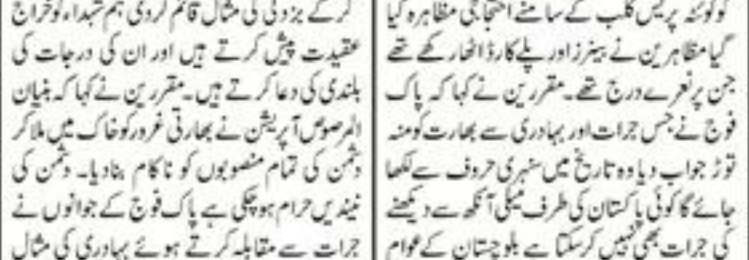 کوکوئٹہ پریس کلب کے سامنے احتجاجی مظاہرہ کیا
گیا مظاہرین نے بینرز اور پلے کارڈ اٹھا رکھے تھے
جن پر نعرے درج تھے۔ مقررین نے کہا کہ پاک
فوج نے جس جرات اور بہادری سے بھارت کو منہ
توڑ جواب دیا وہ تاریخ میں سنہری حروف سے لکھا
جائے گا کوئی پاکستان کی طرف میلی آنکھ سے دیکھنے
کی جرات بھی نہیں کرسکتا ہے بلوچستان کے عوام
کرکے بزدلی کی مثال قائم کردی ہم شہداء کو خراج
عقیدت پیش کرتے ہیں اور ان کی درجات کی
بلندی کی دعا کرتے ہیں۔ مقررین نے کہا کہ بنیان
المرصوص آپریشن نے بھارتی غرور کو خاک میں ملا کر
دشمن کی تمام منصوبوں کو ناکام بنادیا۔ دشمن کی
نیندیں حرام ہوچکی ہے پاک فوج کے جوانوں نے
جرات سے مقابلہ کرتے ہوئے بہادری کی مثال